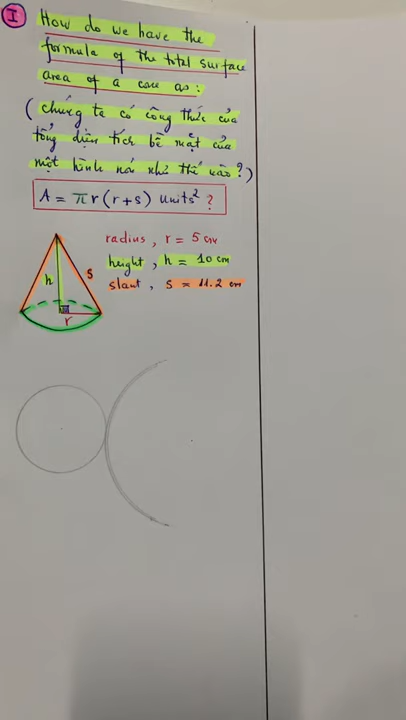 I
How do we have the
formula of the total surface
area of a cone as:
(chúng ta có công thức của
tổng diện tích bề mặt của
một hình nón như thế nào?)
A = πr(r+s) units² ?
radius, r = 5 cm
height, h = 10 cm
slant, s ≈ 11.2 cm
h
s
r